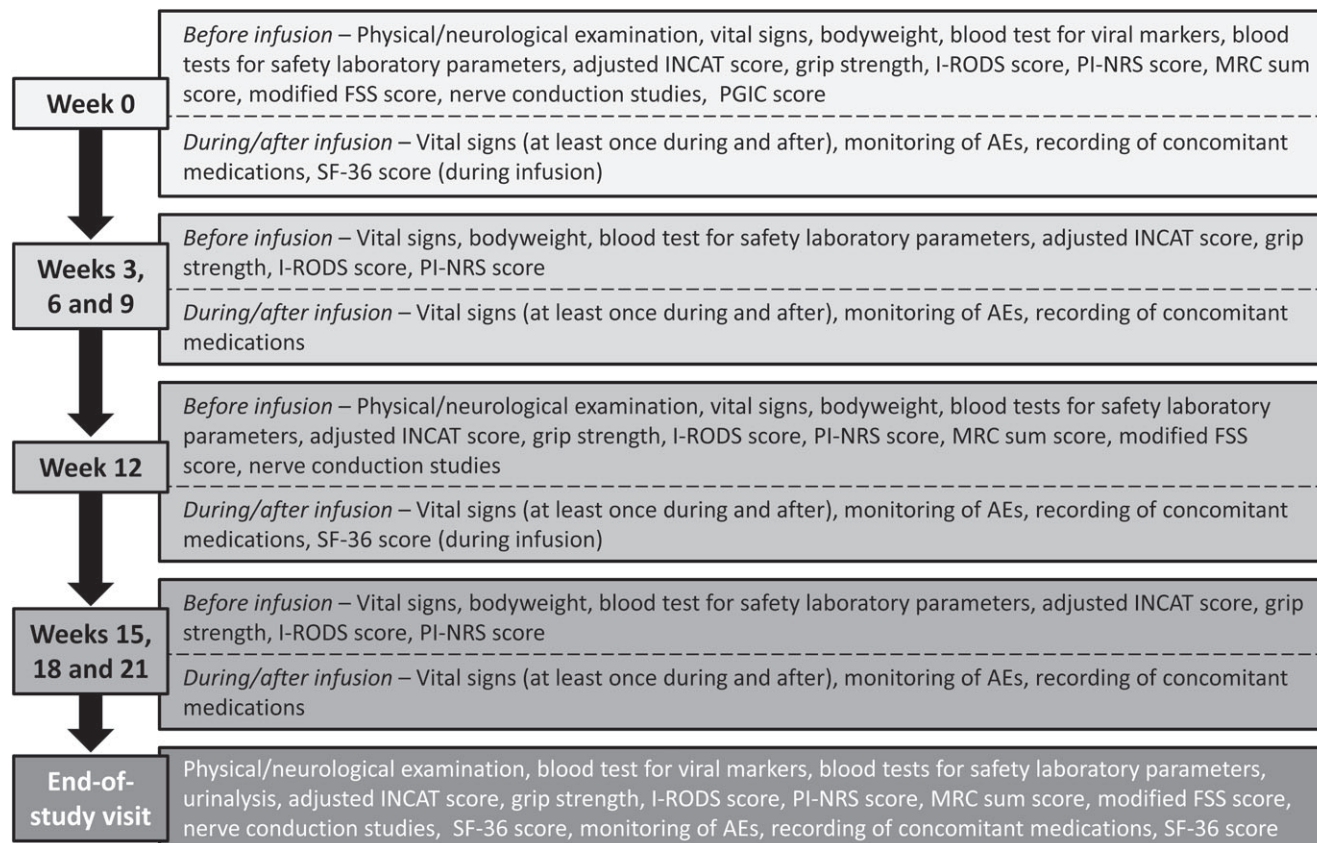 Week 0
Before infusion – Physical/neurological examination, vital signs, bodyweight, blood test for viral markers, blood
tests for safety laboratory parameters, adjusted INCAT score, grip strength, I-RODS score, PI-NRS score, MRC sum
score, modified FSS score, nerve conduction studies, PGIC score
During/after infusion – Vital signs (at least once during and after), monitoring of AEs, recording of concomitant
medications, SF-36 score (during infusion)
Weeks 3,
6 and 9
Before infusion – Vital signs, bodyweight, blood test for safety laboratory parameters, adjusted INCAT score, grip
strength, I-RODS score, PI-NRS score
During/after infusion – Vital signs (at least once during and after), monitoring of AEs, recording of concomitant
medications
Week 12
Before infusion – Physical/neurological examination, vital signs, bodyweight, blood tests for safety laboratory
parameters, adjusted INCAT score, grip strength, I-RODS score, PI-NRS score, MRC sum score, modified FSS
score, nerve conduction studies
During/after infusion – Vital signs (at least once during and after), monitoring of AEs, recording of concomitant
medications, SF-36 score (during infusion)
Weeks 15,
18 and 21
Before infusion – Vital signs, bodyweight, blood test for safety laboratory parameters, adjusted INCAT score, grip
strength, I-RODS score, PI-NRS score
During/after infusion – Vital signs (at least once during and after), monitoring of AEs, recording of concomitant
medications
End-of-
study visit
Physical/neurological examination, blood test for viral markers, blood tests for safety laboratory parameters,
urinalysis, adjusted INCAT score, grip strength, I-RODS score, PI-NRS score, MRC sum score, modified FSS score,
nerve conduction studies, SF-36 score, monitoring of AEs, recording of concomitant medications, SF-36 score